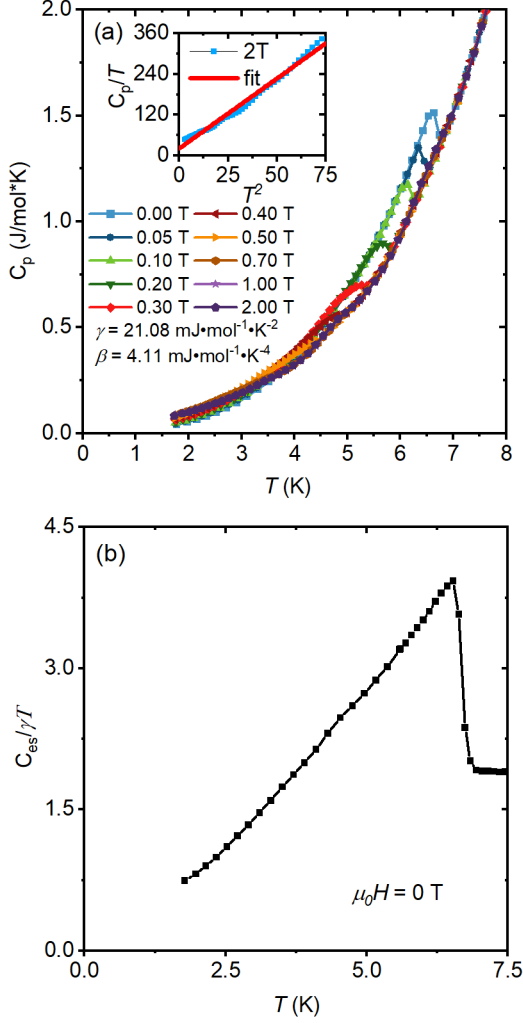 (a)
360
240
120
0
C_p/T
2T
fit
0 25 50 75
T²
2.0
1.5
1.0
0.5
0.0
C_p (J/mol*K)
0.00 T 0.40 T
0.05 T 0.50 T
0.10 T 0.70 T
0.20 T 1.00 T
0.30 T 2.00 T
γ = 21.08 mJ•mol⁻¹•K⁻²
β = 4.11 mJ•mol⁻¹•K⁻⁴
0 1 2 3 4 5 6 7 8
T (K)
(b)
4.5
3.0
1.5
0.0
C_es/γT
μ₀H = 0 T
0.0 2.5 5.0 7.5
T (K)